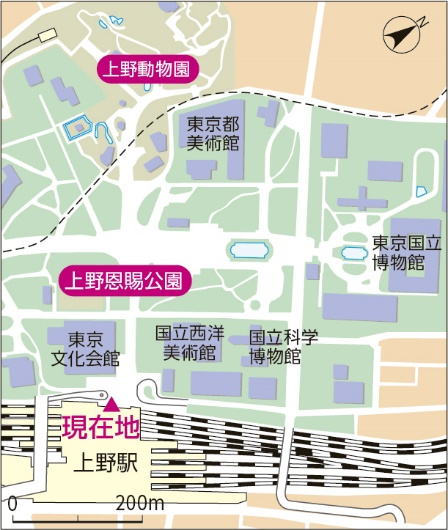 上野動物園
東京都
美術館
東京国立
博物館
上野恩賜公園
東京
文化会館
国立西洋
美術館
国立科学
博物館
現在地
上野駅
0
200m